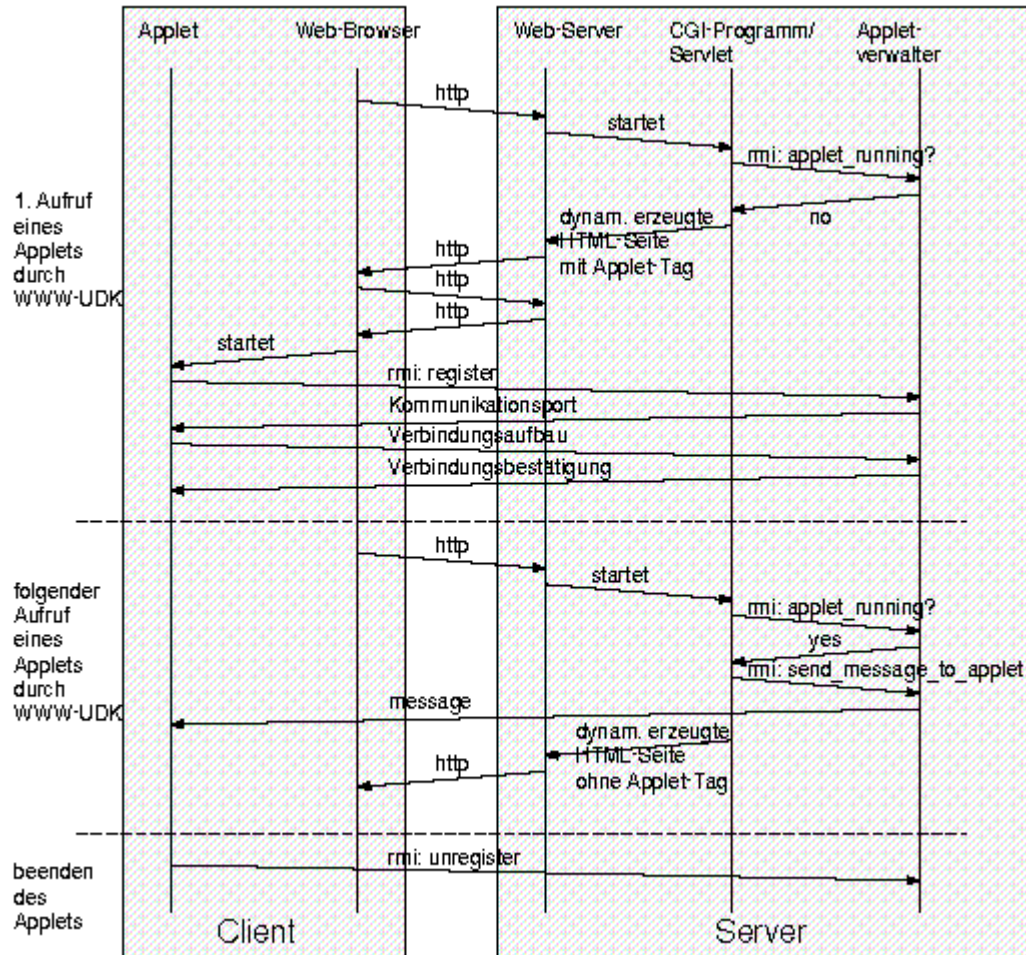 Applet
Web-Browser
Web-Server
CGI-Programm/
Servlet
Applet-
verwalter
http
startet
rmi: applet_running?
no
1. Aufruf
eines
Applets
durch
WWW-UDK
dynam. erzeugte
HTML-Seite
mit Applet-Tag
http
http
http
startet
rmi: register
Kommunikationsport
Verbindungsaufbau
Verbindungsbestätigung
http
startet
rmi: applet_running?
yes
rmi: send_message_to_applet
folgender
Aufruf
eines
Applets
durch
WWW-UDK
message
dynam. erzeugte
HTML-Seite
ohne Applet-Tag
http
rmi: unregister
beenden
des
Applets
Client
Server